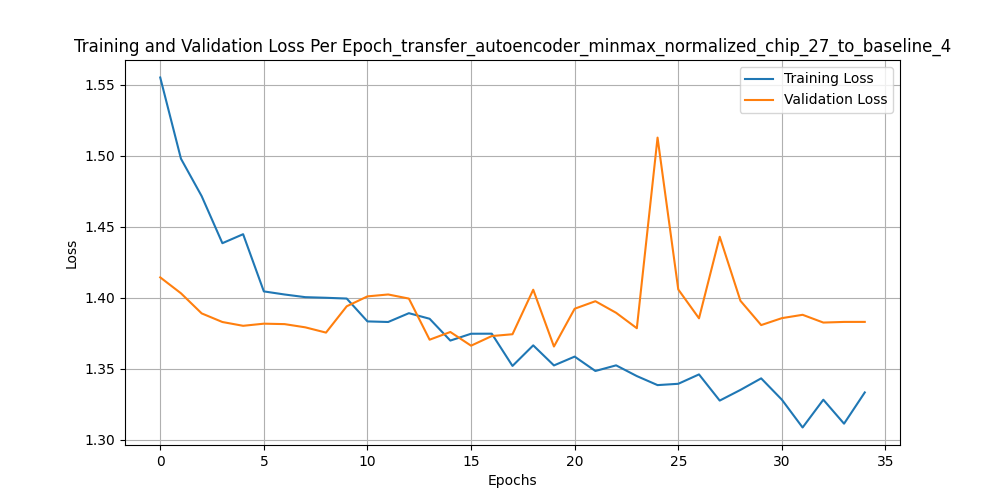 Training and Validation Loss Per Epoch_transfer_autoencoder_minmax_normalized_chip_27_to_baseline_4
Training Loss
Validation Loss
Loss
1.55
1.50
1.45
1.40
1.35
1.30
0 5 10 15 20 25 30 35
Epochs